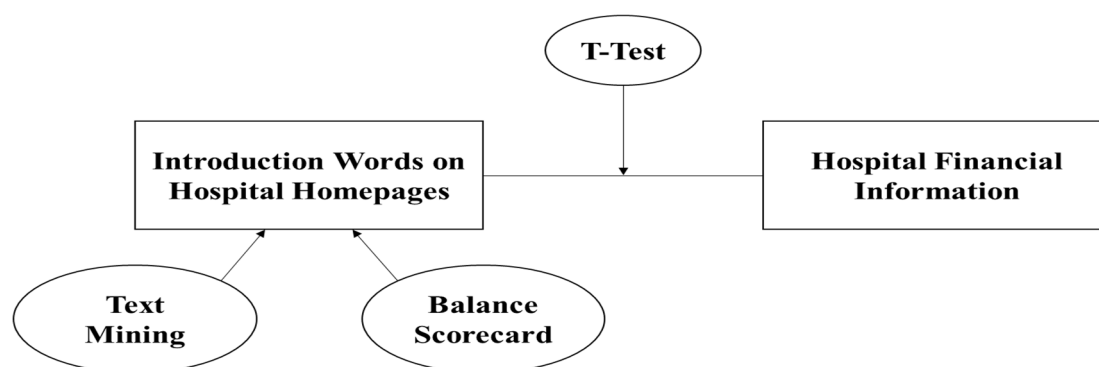 T-Test
Introduction Words on
Hospital Homepages
Hospital Financial
Information
Text
Mining
Balance
Scorecard